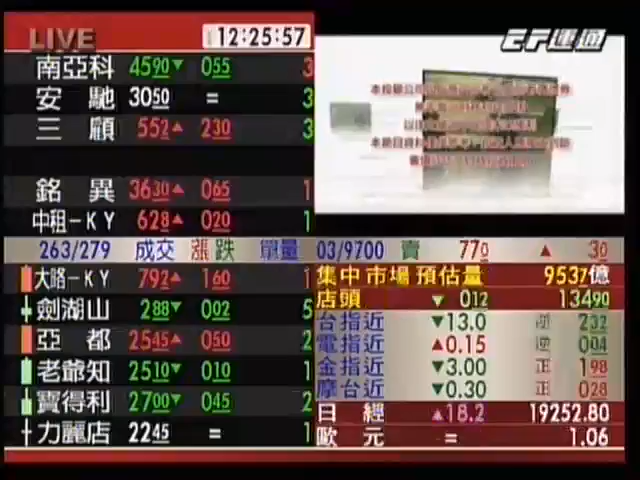 LIVE 12:25:57
EF運通
南亞科 4590▼ 055 3
安馳 3050 = 3
三顧 552▲ 230 3
銘異 3630▲ 065 1
中租-KY 628▲ 020 1
263/279 成交 漲跌 單量 03/9700 賣 770 ▲ 30
大略-KY 792▲ 160 1
劍湖山 288▼ 002 5
亞都 2545▲ 050 2
老爺知 2510▼ 010 1
寶得利 2700▼ 045 2
力麗店 2245 = 1
集中市場預估量 9537億
店頭 ▼ 012 13490
台指近 ▼13.0 逆 232
電指近 ▲0.15 逆 004
金指近 ▼3.00 正 198
摩台近 ▼0.30 正 028
日經 ▲18.2 19252.80
歐元 = 1.06